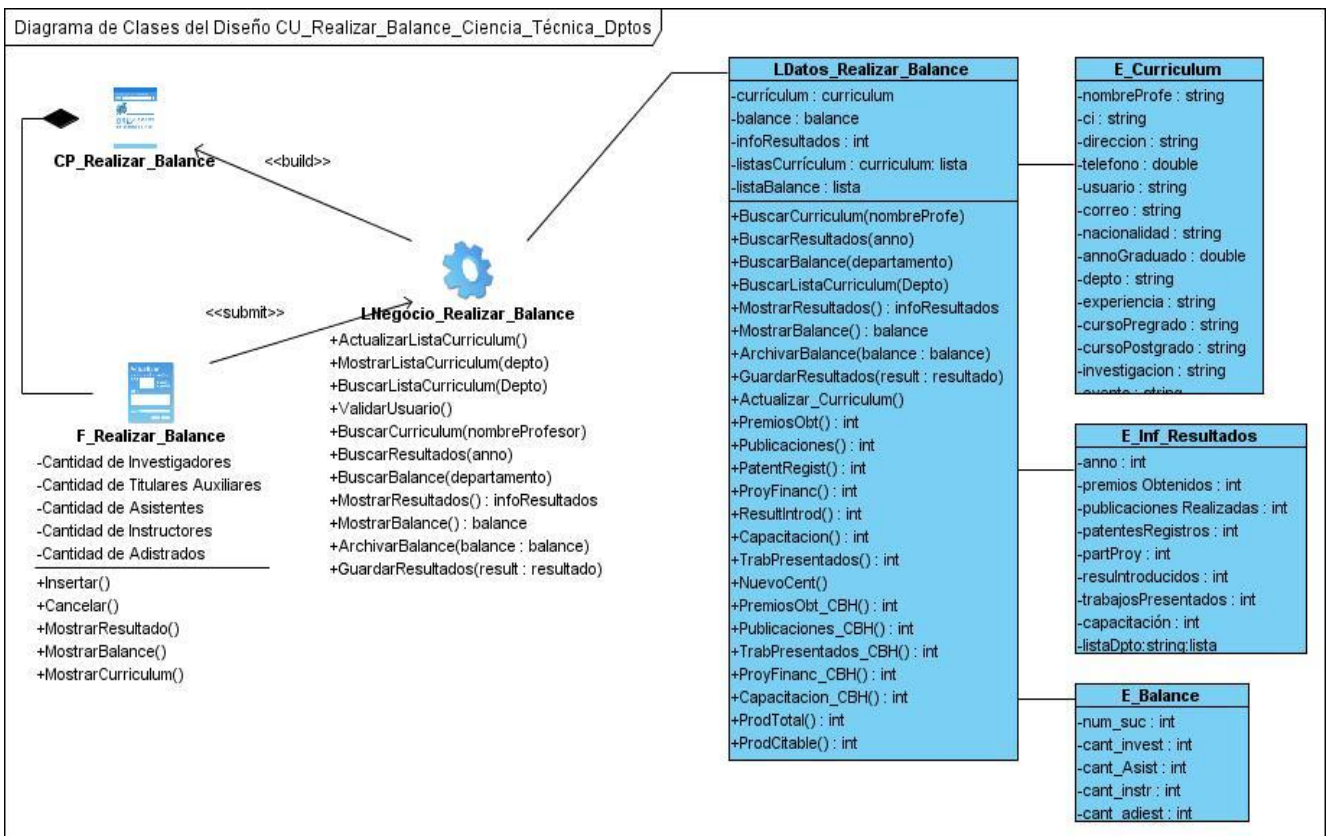 Diagrama de Clases del Diseño CU_Realizar_Balance_Ciencia_Técnica_Dptos
CP_Realizar_Balance
<<build>>
<<submit>>
LNegocio_Realizar_Balance
+ActualizarListaCurriculum()
+MostrarListaCurriculum(depto)
+BuscarListaCurriculum(Depto)
+ValidarUsuario()
+BuscarCurriculum(nombreProfesor)
+BuscarResultados(anno)
+BuscarBalance(departamento)
+MostrarResultados() : infoResultados
+MostrarBalance() : balance
+ArchivarBalance(balance : balance)
+GuardarResultados(result : resultado)
F_Realizar_Balance
-Cantidad de Investigadores
-Cantidad de Titulares Auxiliares
-Cantidad de Asistentes
-Cantidad de Instructores
-Cantidad de Adistrados
+Insertar()
+Cancelar()
+MostrarResultado()
+MostrarBalance()
+MostrarCurriculum()
LDatos_Realizar_Balance
-currículum : curriculum
-balance : balance
-infoResultados : int
-listasCurrículum : curriculum: lista
-listaBalance : lista
+BuscarCurriculum(nombreProfe)
+BuscarResultados(anno)
+BuscarBalance(departamento)
+BuscarListaCurriculum(Depto)
+MostrarResultados() : infoResultados
+MostrarBalance() : balance
+ArchivarBalance(balance : balance)
+GuardarResultados(result : resultado)
+Actualizar_Curriculum()
+PremiosObt() : int
+Publicaciones() : int
+PatentRegist() : int
+ProyFinanc() : int
+ResultIntrod() : int
+Capacitacion() : int
+TrabPresentados() : int
+NuevoCent()
+PremiosObt_CBH() : int
+Publicaciones_CBH() : int
+TrabPresentados_CBH() : int
+ProyFinanc_CBH() : int
+Capacitacion_CBH() : int
+ProdTotal() : int
+ProdCitable() : int
E_Curriculum
-nombreProfe : string
-ci : string
-direccion : string
-telefono : double
-usuario : string
-correo : string
-nacionalidad : string
-annoGraduado : double
-depto : string
-experiencia : string
-cursoPregrado : string
-cursoPostgrado : string
-investigacion : string
E_Inf_Resultados
-anno : int
-premios Obtenidos : int
-publicaciones Realizadas : int
-patentesRegistros : int
-partProy : int
-resuIntroducidos : int
-trabajosPresentados : int
-capacitación : int
-listaDpto:string:lista
E_Balance
-num_suc : int
-cant_invest : int
-cant_Asist : int
-cant_instr : int
-cant_adiest : int